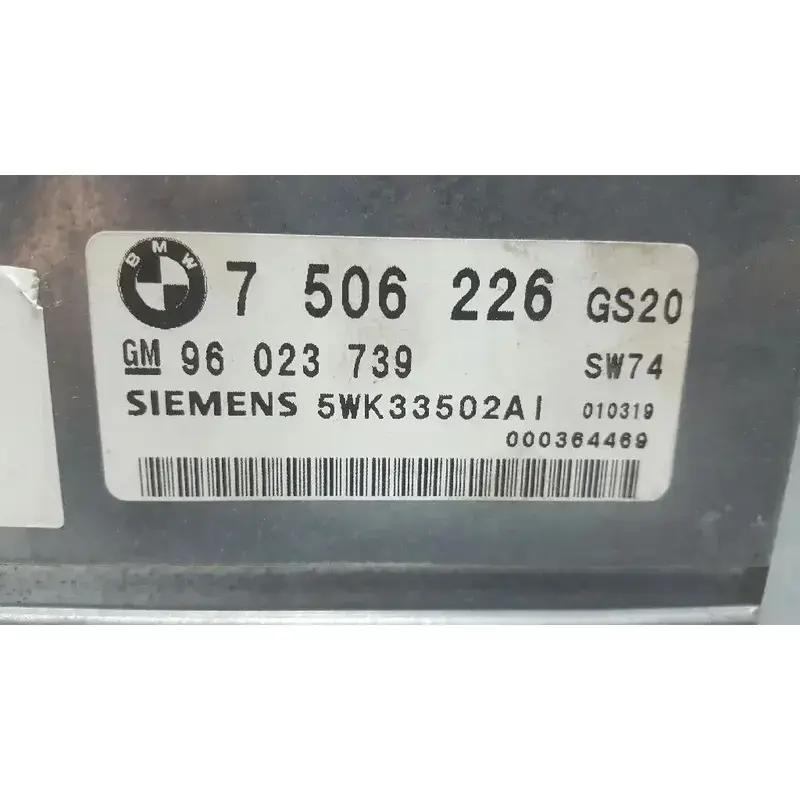 BMW 7 506 226 GS20
GM 96 023 739 SW74
SIEMENS 5WK33502AI 010319
000364469